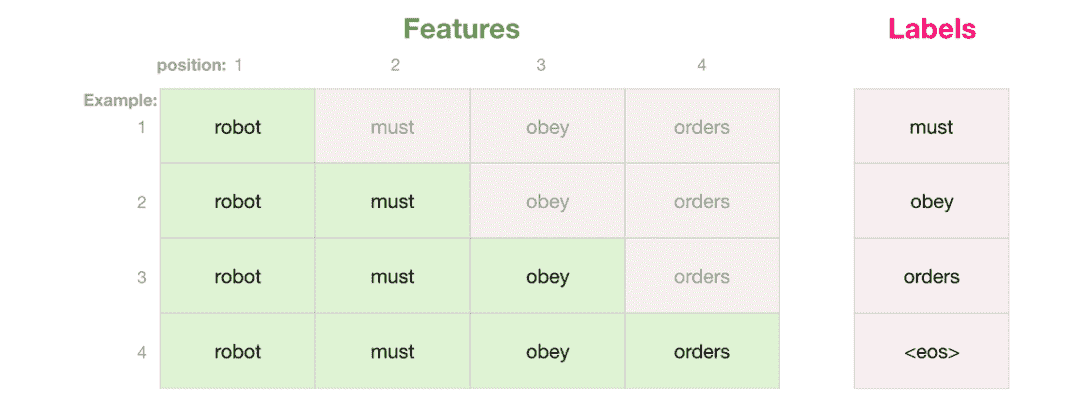 Features Labels
position: 1 2 3 4
Example:
1 robot must obey orders must
2 robot must obey orders obey
3 robot must obey orders orders
4 robot must obey orders <eos>